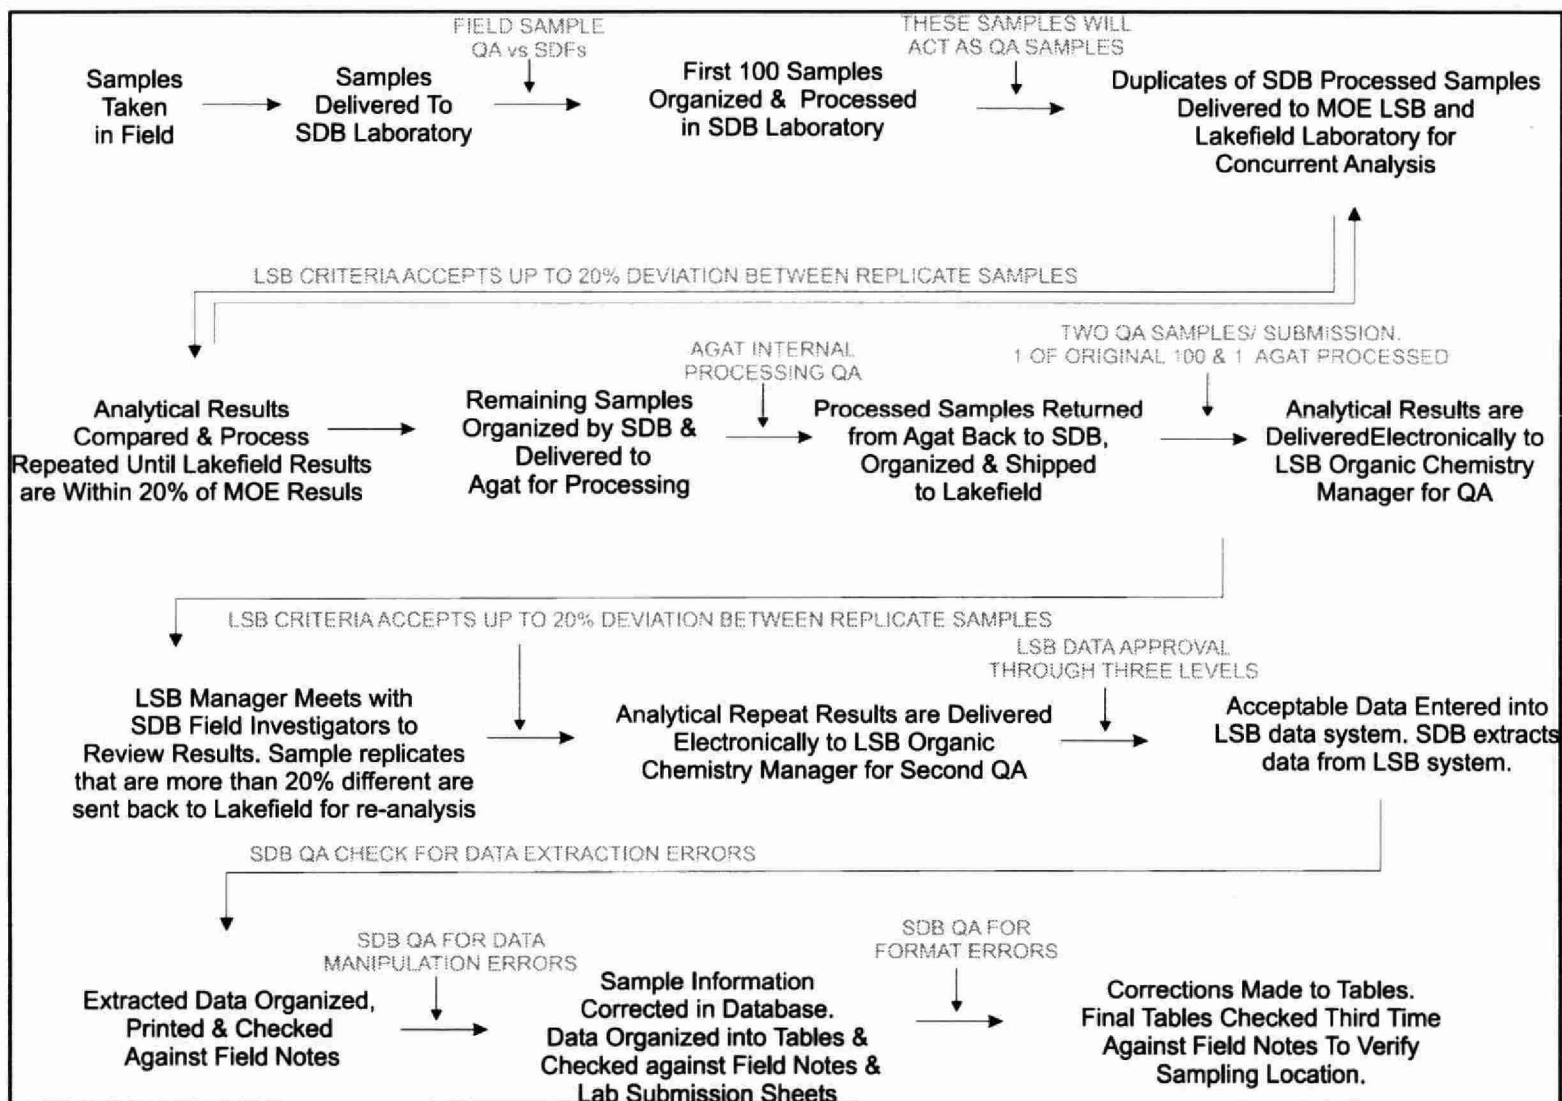 FIELD SAMPLE
QA vs SDFs
THESE SAMPLES WILL
ACT AS QA SAMPLES
Samples
Taken
in Field
Samples
Delivered To
SDB Laboratory
First 100 Samples
Organized & Processed
in SDB Laboratory
Duplicates of SDB Processed Samples
Delivered to MOE LSB and
Lakefield Laboratory for
Concurrent Analysis
LSB CRITERIA ACCEPTS UP TO 20% DEVIATION BETWEEN REPLICATE SAMPLES
AGAT INTERNAL
PROCESSING QA
TWO QA SAMPLES/ SUBMISSION.
1 OF ORIGINAL 100 & 1 AGAT PROCESSED
Analytical Results
Compared & Process
Repeated Until Lakefield Results
are Within 20% of MOE Resuls
Remaining Samples
Organized by SDB &
Delivered to
Agat for Processing
Processed Samples Returned
from Agat Back to SDB,
Organized & Shipped
to Lakefield
Analytical Results are
DeliveredElectronically to
LSB Organic Chemistry
Manager for QA
LSB CRITERIA ACCEPTS UP TO 20% DEVIATION BETWEEN REPLICATE SAMPLES
LSB DATA APPROVAL
THROUGH THREE LEVELS
LSB Manager Meets with
SDB Field Investigators to
Review Results. Sample replicates
that are more than 20% different are
sent back to Lakefield for re-analysis
Analytical Repeat Results are Delivered
Electronically to LSB Organic
Chemistry Manager for Second QA
Acceptable Data Entered into
LSB data system. SDB extracts
data from LSB system.
SDB QA CHECK FOR DATA EXTRACTION ERRORS
SDB QA FOR DATA
MANIPULATION ERRORS
SDB QA FOR
FORMAT ERRORS
Extracted Data Organized,
Printed & Checked
Against Field Notes
Sample Information
Corrected in Database.
Data Organized into Tables &
Checked against Field Notes &
Lab Submission Sheets
Corrections Made to Tables.
Final Tables Checked Third Time
Against Field Notes To Verify
Sampling Location.